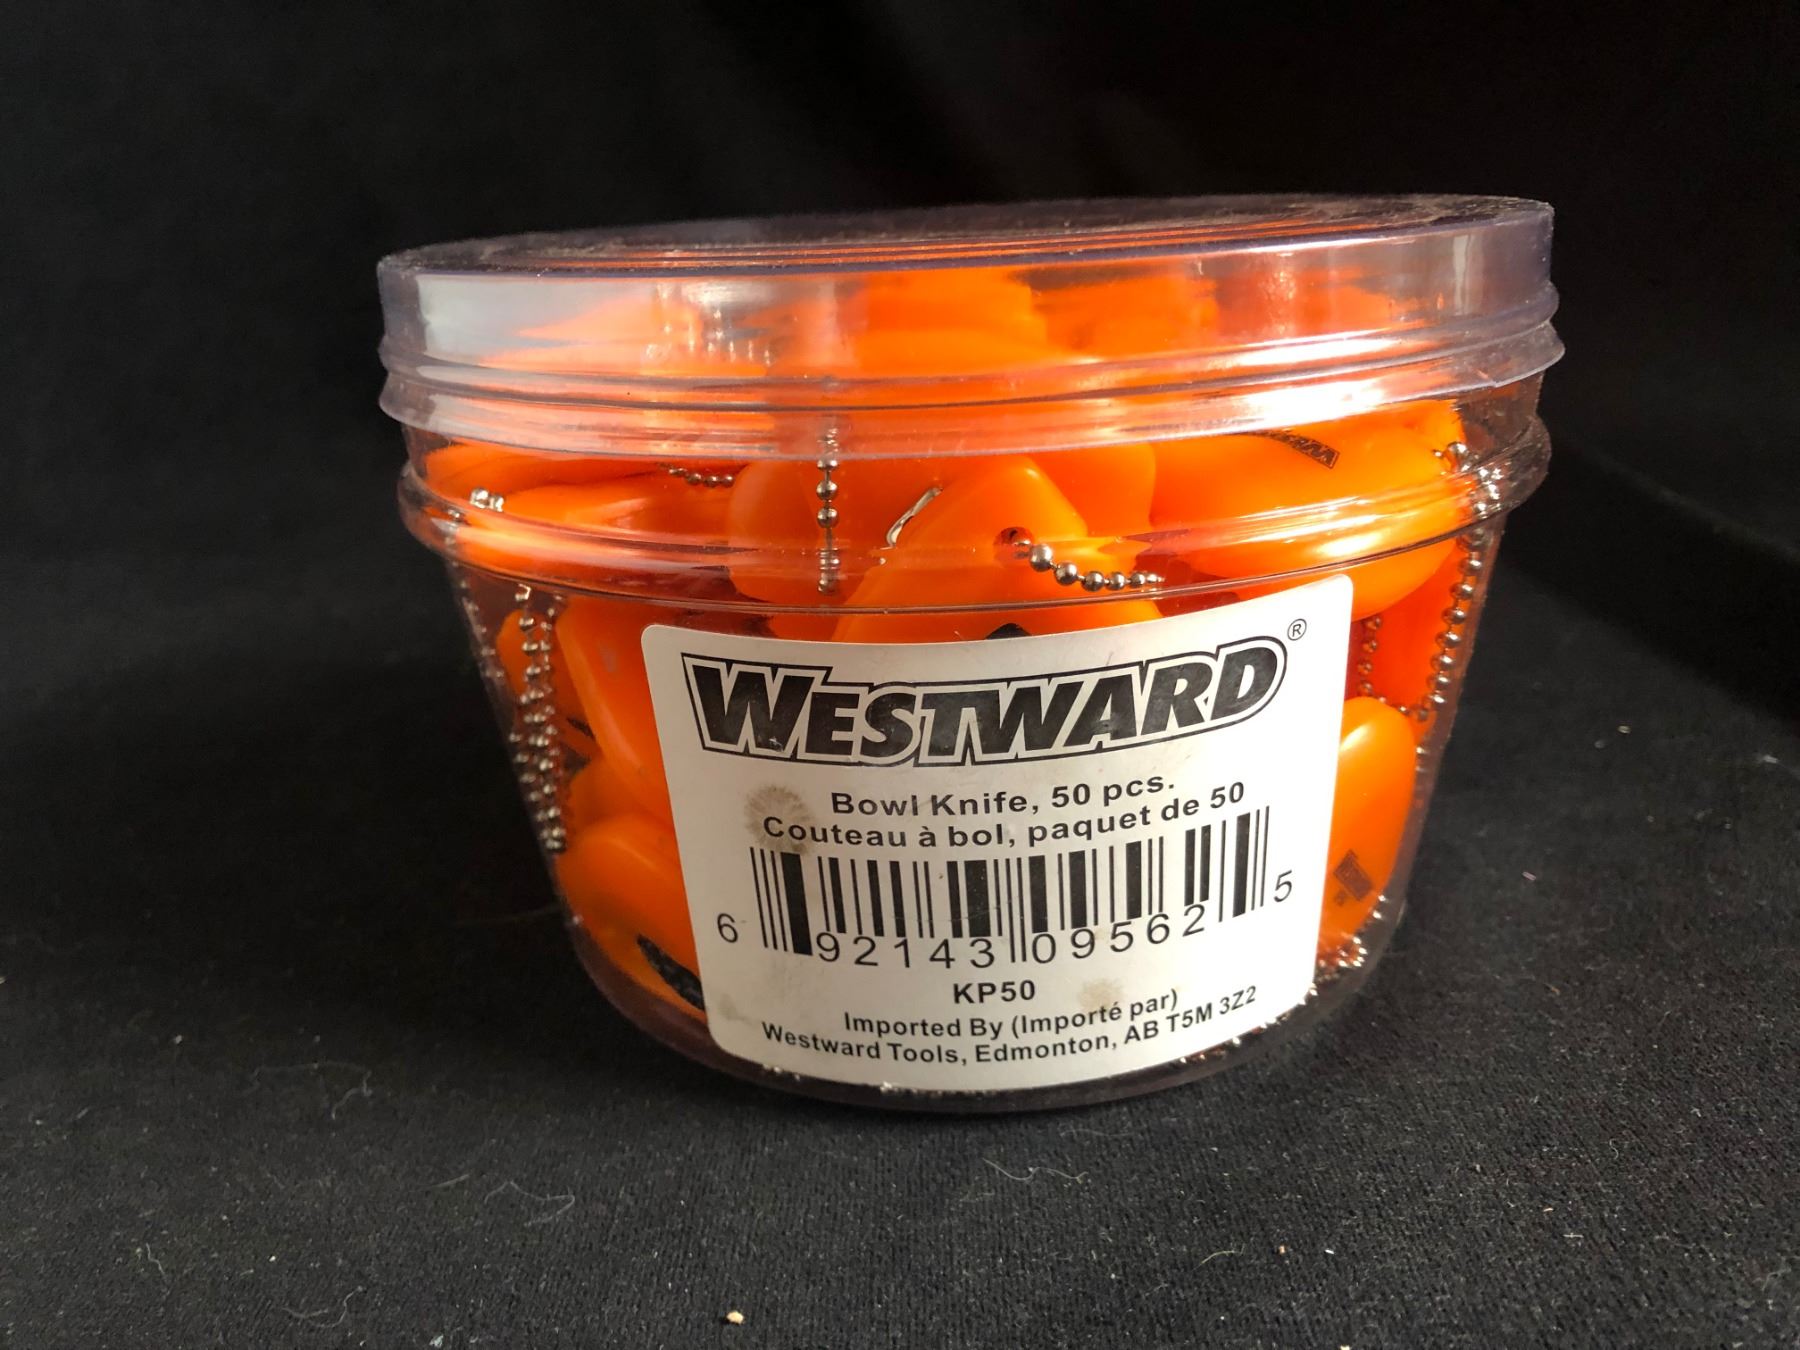 WESTWARD®
Bowl Knife, 50 pcs.
Couteau à bol, paquet de 50
6 92143 09562 5
KP50
Imported By (Importé par)
Westward Tools, Edmonton, AB T5M 3Z2